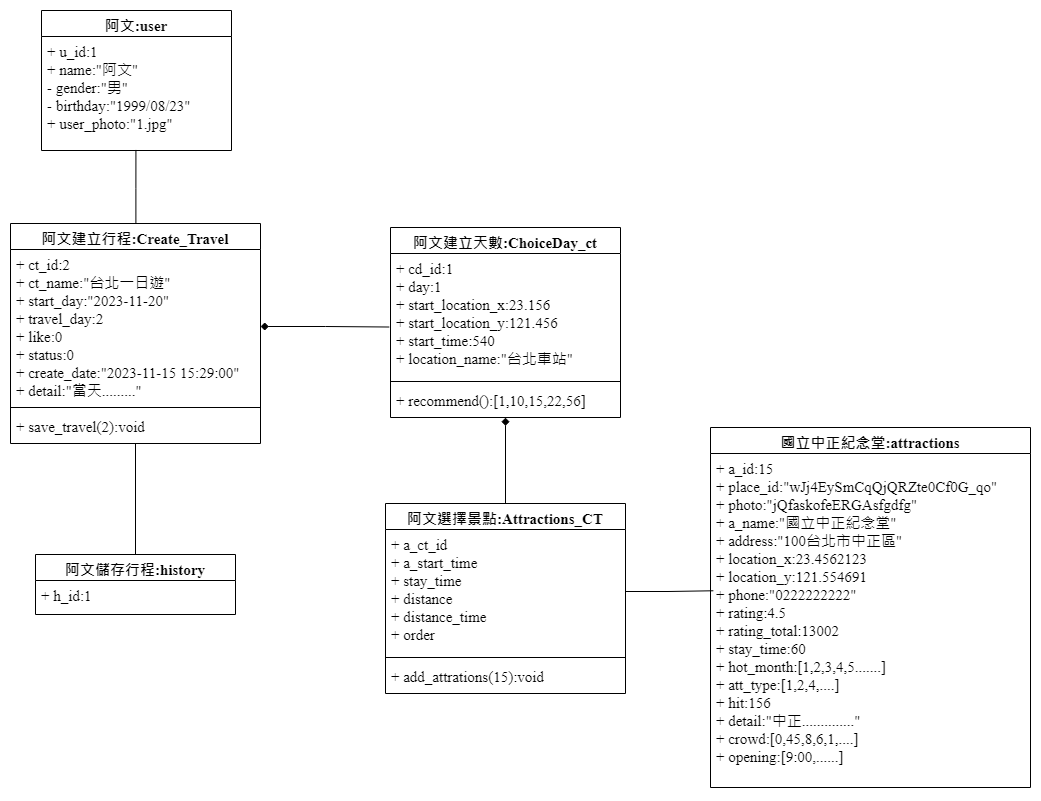 阿文:user
+ u_id:1
+ name:"阿文"
- gender:"男"
- birthday:"1999/08/23"
+ user_photo:"1.jpg"
阿文建立行程:Create_Travel
+ ct_id:2
+ ct_name:"台北一日遊"
+ start_day:"2023-11-20"
+ travel_day:2
+ like:0
+ status:0
+ create_date:"2023-11-15 15:29:00"
+ detail:"當天........."
+ save_travel(2):void
阿文建立天數:ChoiceDay_ct
+ cd_id:1
+ day:1
+ start_location_x:23.156
+ start_location_y:121.456
+ start_time:540
+ location_name:"台北車站"
+ recommend():[1,10,15,22,56]
阿文儲存行程:history
+ h_id:1
阿文選擇景點:Attractions_CT
+ a_ct_id
+ a_start_time
+ stay_time
+ distance
+ distance_time
+ order
+ add_attrations(15):void
國立中正紀念堂:attractions
+ a_id:15
+ place_id:"wJj4EySmCqQjQRZte0Cf0G_qo"
+ photo:"jQfaskofeERGAsfgdfg"
+ a_name:"國立中正紀念堂"
+ address:"100台北市中正區"
+ location_x:23.4562123
+ location_y:121.554691
+ phone:"0222222222"
+ rating:4.5
+ rating_total:13002
+ stay_time:60
+ hot_month:[1,2,3,4,5.......]
+ att_type:[1,2,4,....]
+ hit:156
+ detail:"中正.............."
+ crowd:[0,45,8,6,1,....]
+ opening:[9:00,......]